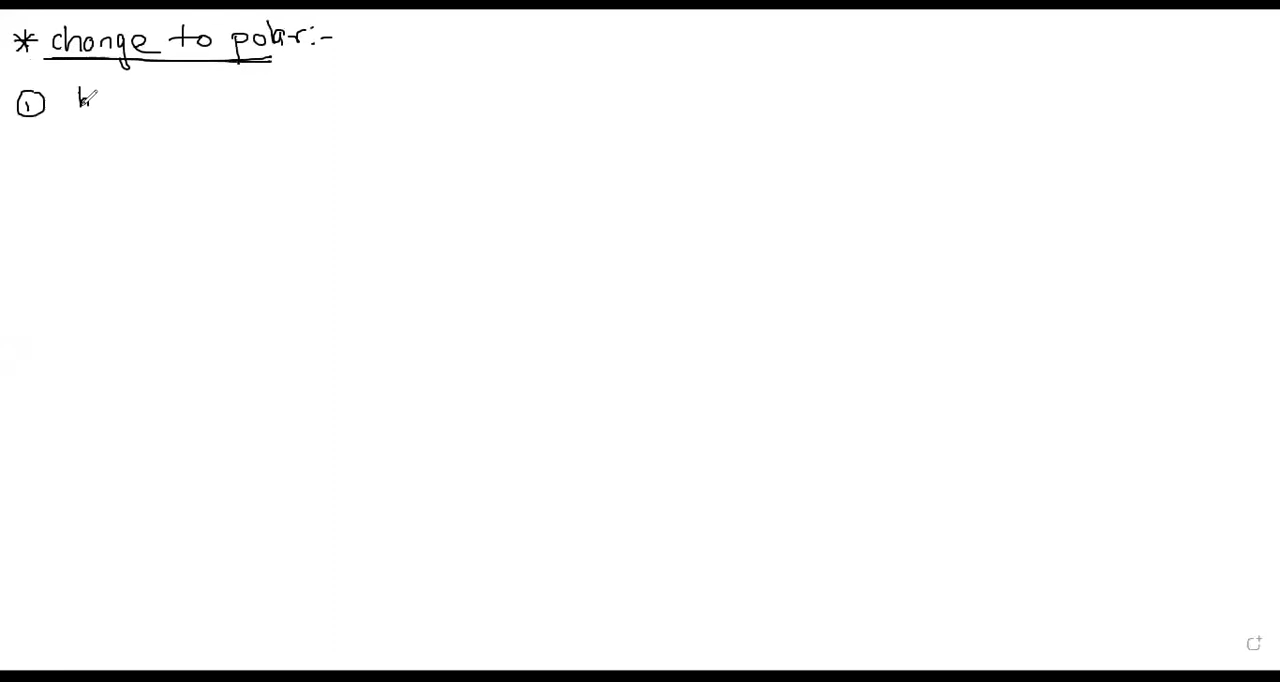 * change to polar:-
①